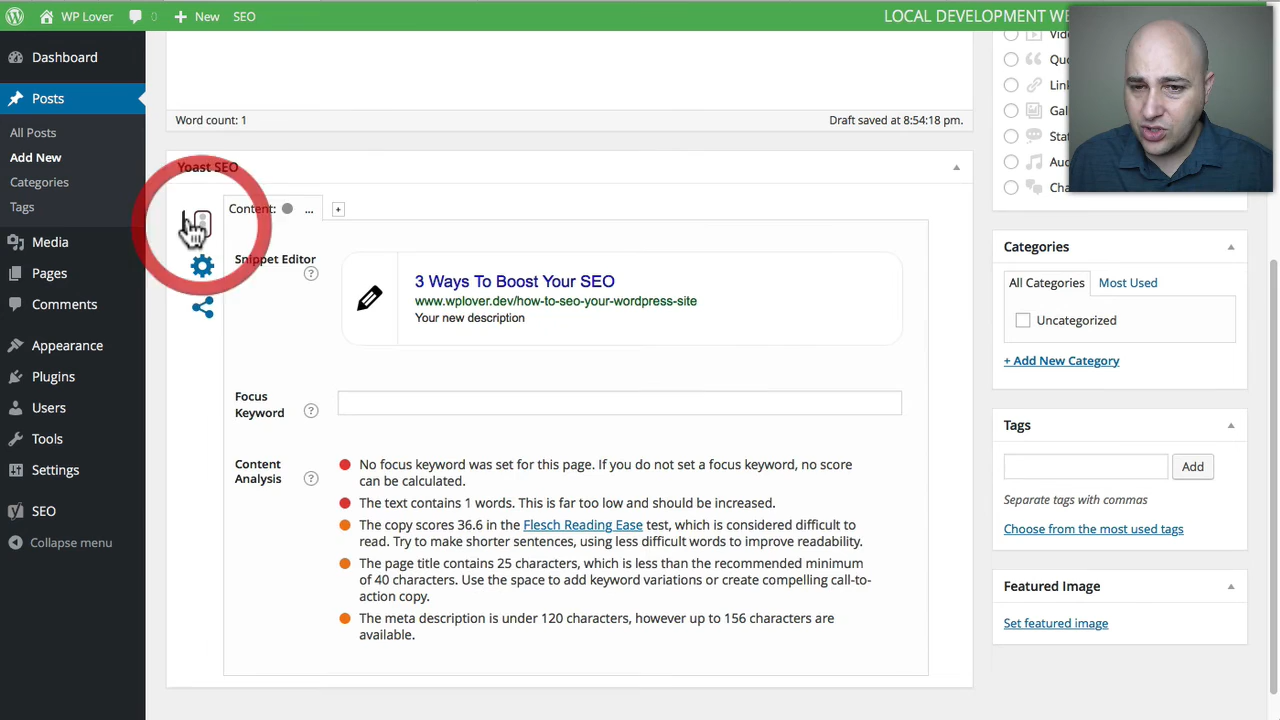 WP Lover
0
New
SEO
LOCAL DEVELOPMENT
Dashboard
Posts
All Posts
Add New
Categories
Tags
Media
Pages
Comments
Appearance
Plugins
Users
Tools
Settings
SEO
Collapse menu
Word count: 1
Draft saved at 8:54:18 pm.
Yoast SEO
Content:
...
+
Snippet Editor
?
3 Ways To Boost Your SEO
www.wplover.dev/how-to-seo-your-wordpress-site
Your new description
Focus
Keyword
?
Content
Analysis
?
No focus keyword was set for this page. If you do not set a focus keyword, no score
can be calculated.
The text contains 1 words. This is far too low and should be increased.
The copy scores 36.6 in the Flesch Reading Ease test, which is considered difficult to
read. Try to make shorter sentences, using less difficult words to improve readability.
The page title contains 25 characters, which is less than the recommended minimum
of 40 characters. Use the space to add keyword variations or create compelling call-to-
action copy.
The meta description is under 120 characters, however up to 156 characters are
available.
Categories
All Categories
Most Used
Uncategorized
+ Add New Category
Tags
Add
Separate tags with commas
Choose from the most used tags
Featured Image
Set featured image